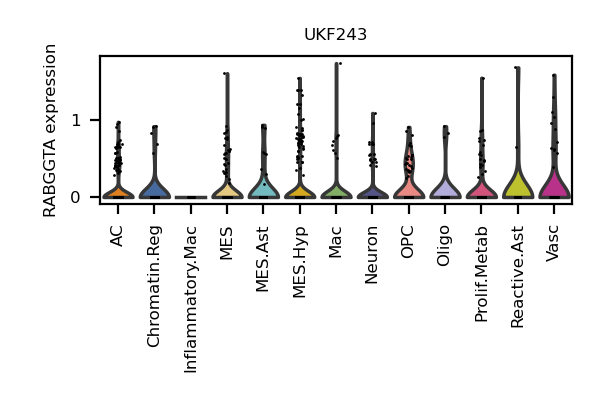 UKF243
RABGGTA expression
1
0
AC
Chromatin.Reg
Inflammatory.Mac
MES
MES.Ast
MES.Hyp
Mac
Neuron
OPC
Oligo
Prolif.Metab
Reactive.Ast
Vasc